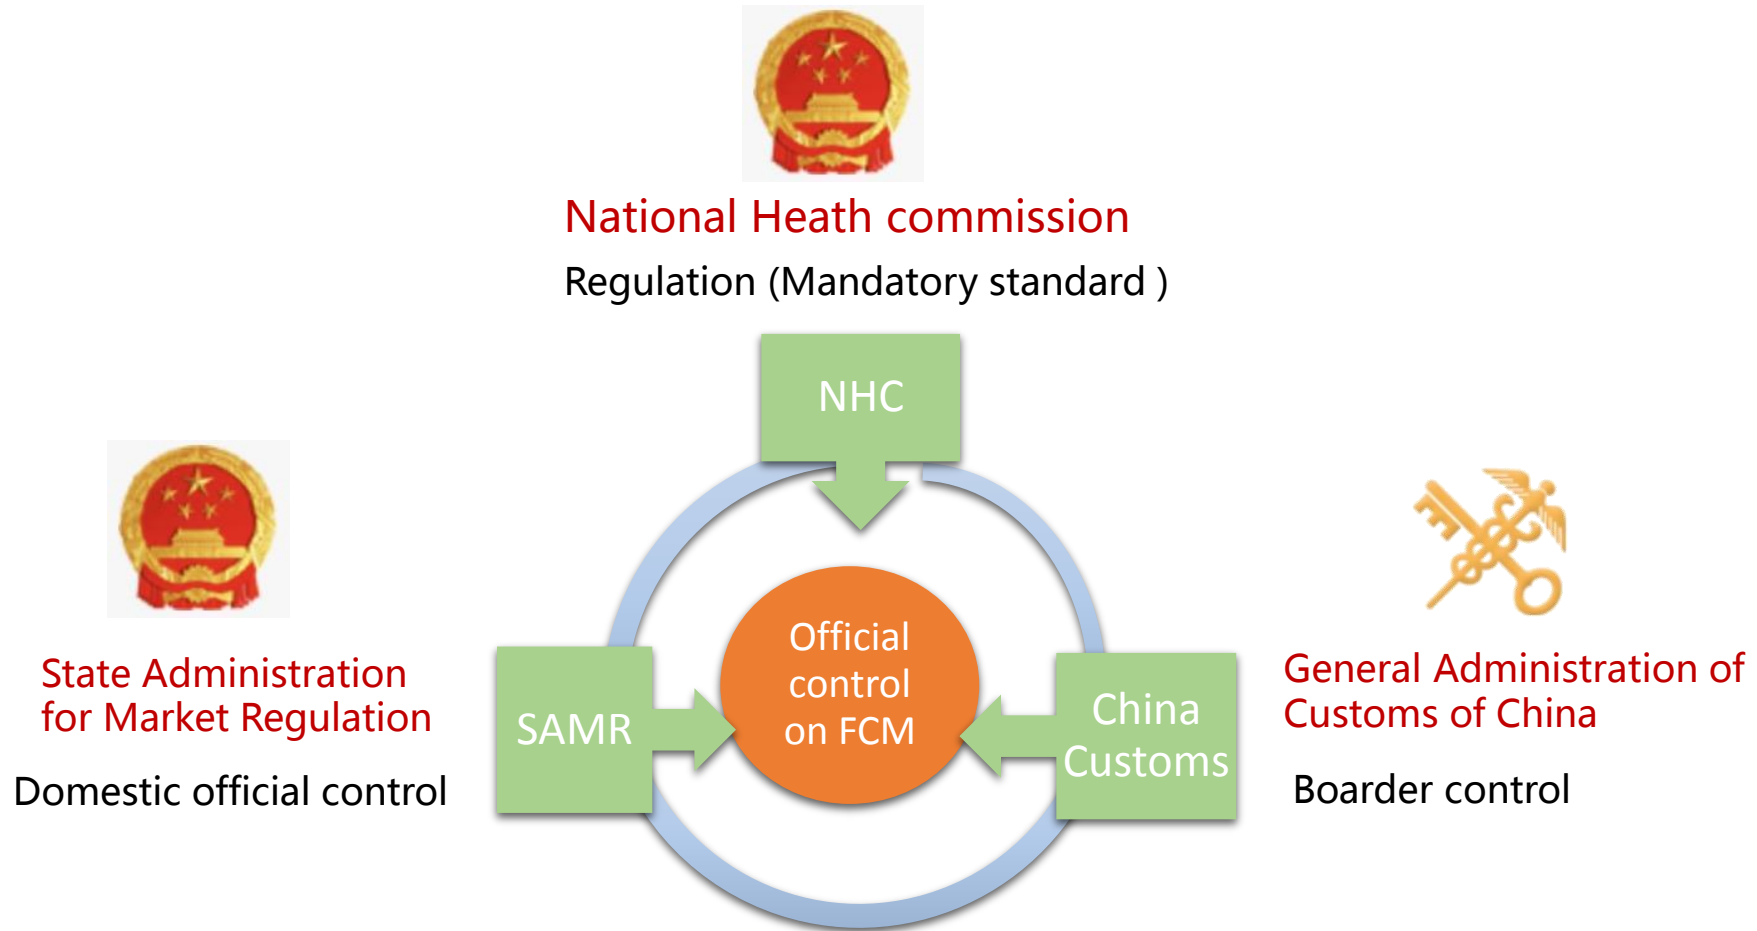 National Heath commission
Regulation (Mandatory standard )
NHC
State Administration
for Market Regulation
Domestic official control
SAMR
Official
control
on FCM
China
Customs
General Administration of
Customs of China
Boarder control